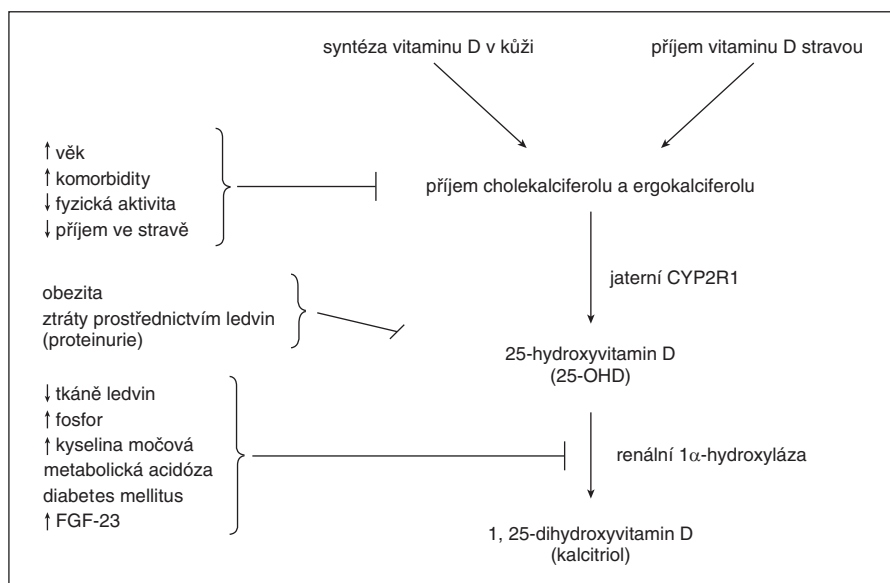 syntéza vitaminu D v kůži
příjem vitaminu D stravou
↑ věk
↑ komorbidity
↓ fyzická aktivita
↓ příjem ve stravě
příjem cholekalciferolu a ergokalciferolu
jaterní CYP2R1
obezita
ztráty prostřednictvím ledvin
(proteinurie)
25-hydroxyvitamin D
(25-OHD)
↓ tkáně ledvin
↑ fosfor
↑ kyselina močová
metabolická acidóza
diabetes mellitus
↑ FGF-23
renální 1α-hydroxyláza
1, 25-dihydroxyvitamin D
(kalcitriol)